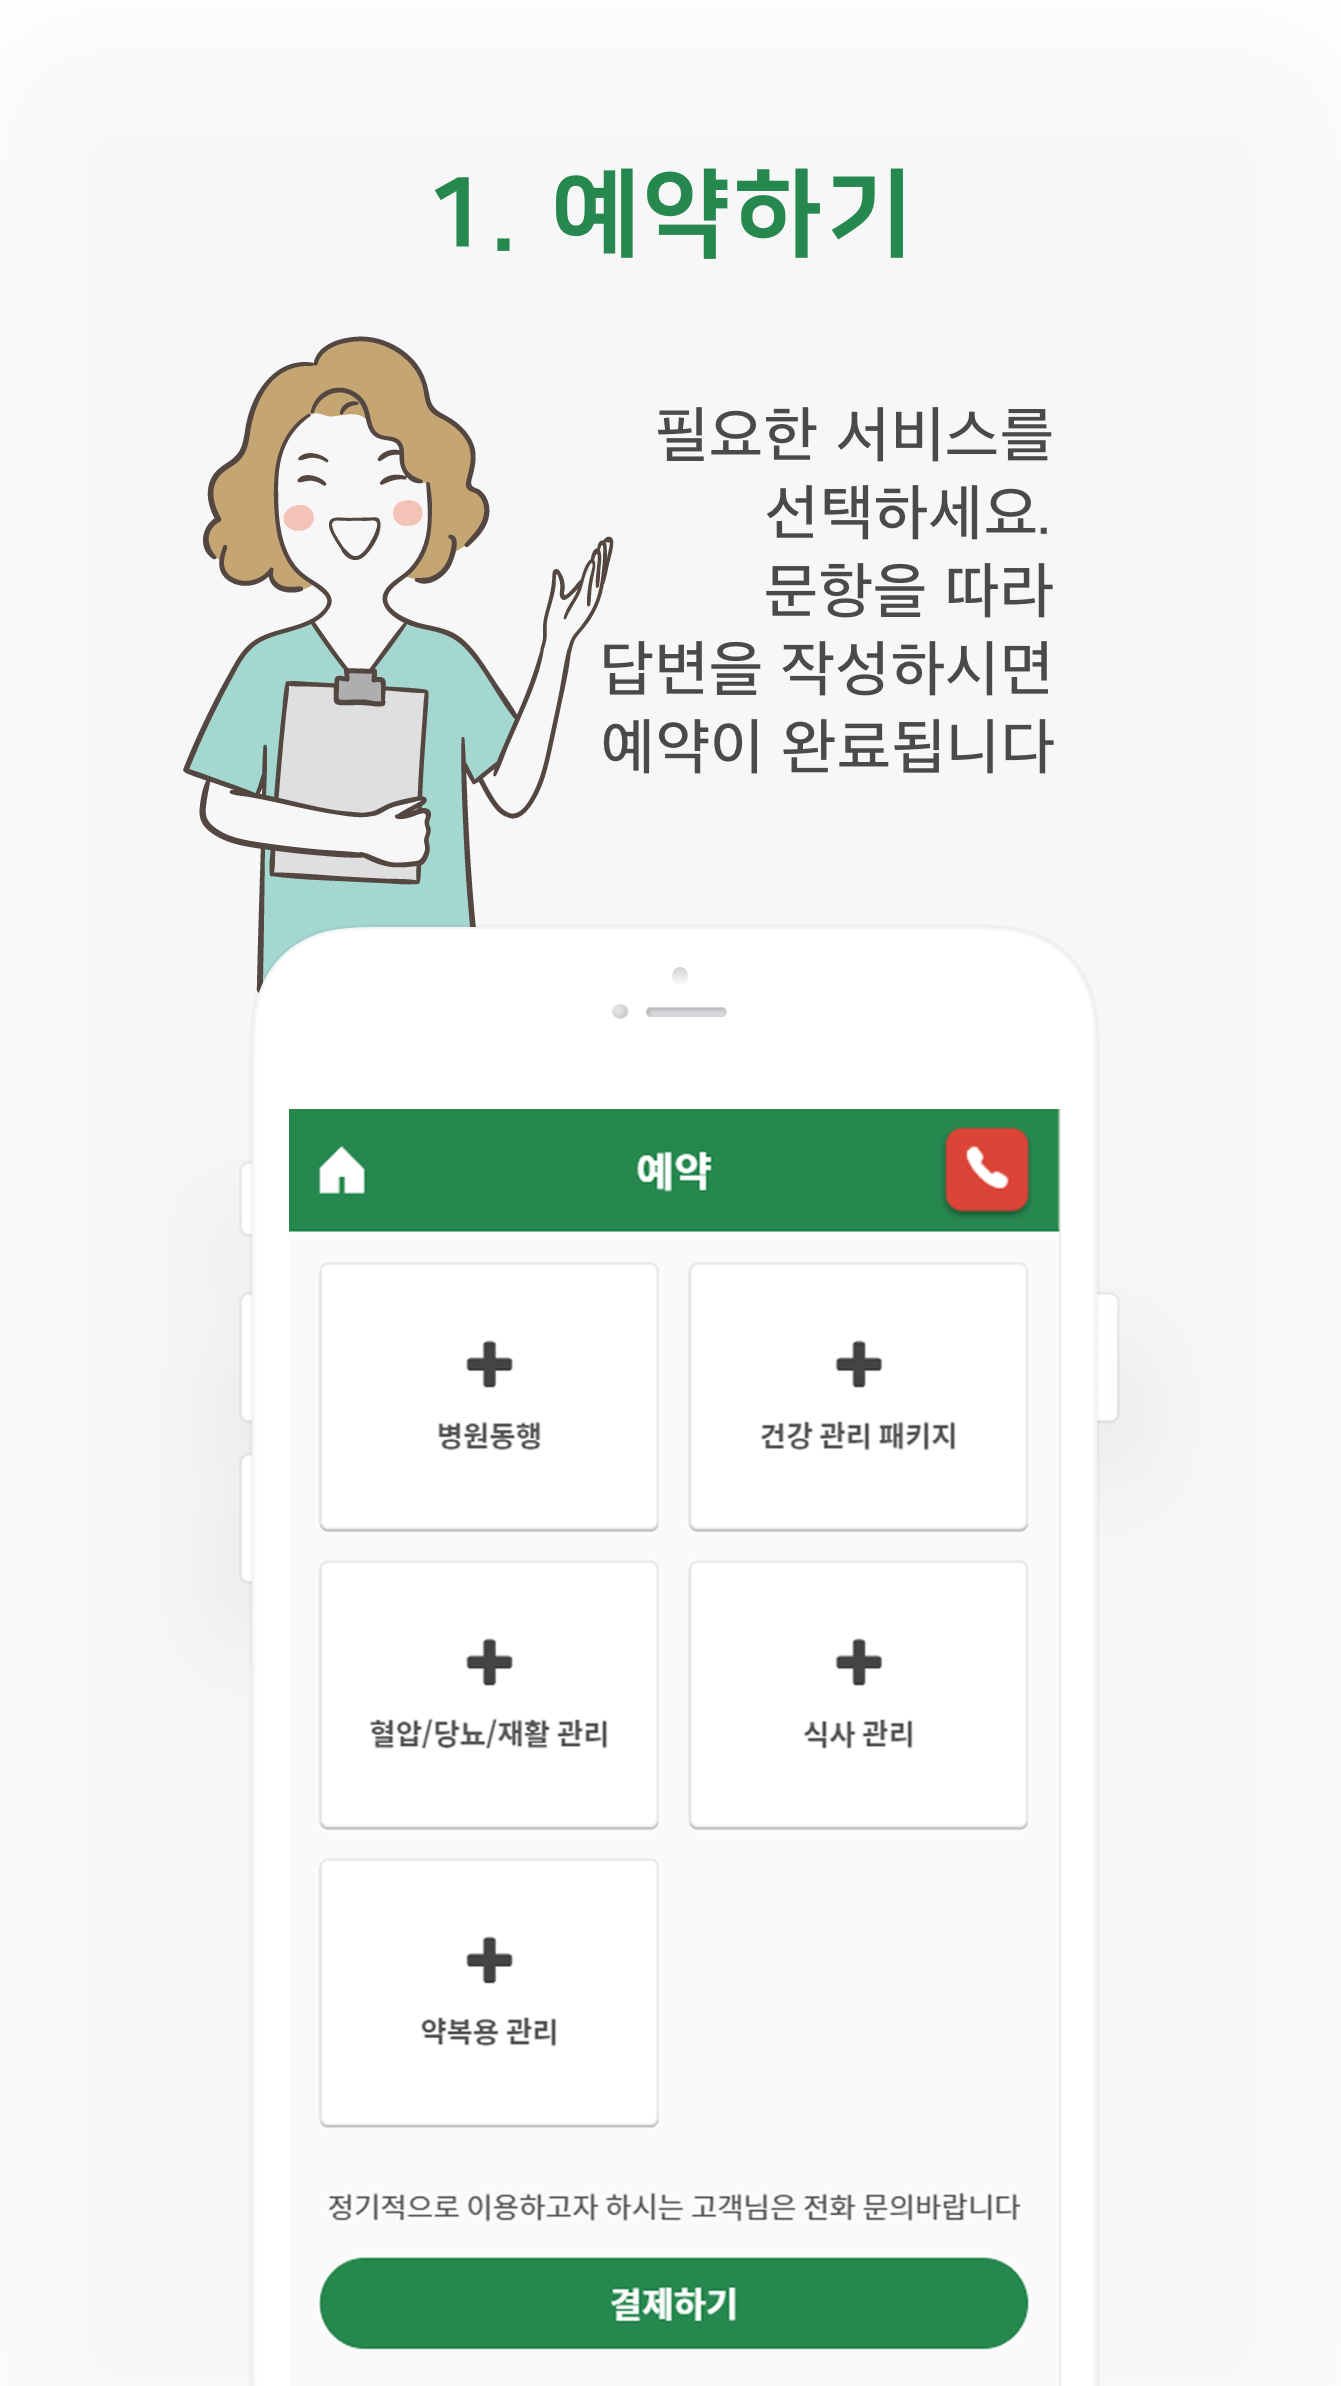 1. 예약하기
필요한 서비스를
선택하세요.
문항을 따라
답변을 작성하시면
예약이 완료됩니다
예약
병원동행
건강 관리 패키지
혈압/당뇨/재활 관리
식사 관리
약복용 관리
정기적으로 이용하고자 하시는 고객님은 전화 문의바랍니다
결제하기